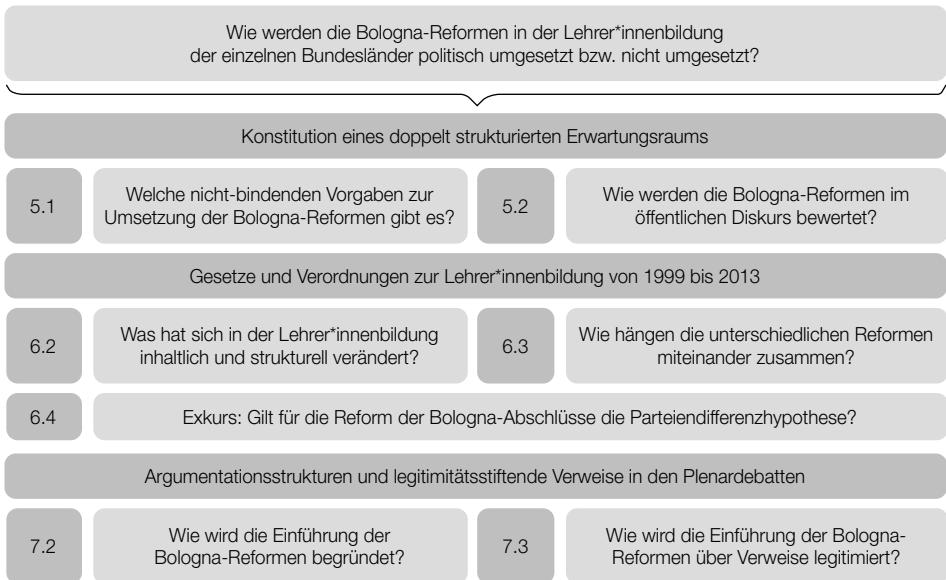 Wie werden die Bologna-Reformen in der Lehrer*innenbildung
der einzelnen Bundesländer politisch umgesetzt bzw. nicht umgesetzt?
Konstitution eines doppelt strukturierten Erwartungsraums
5.1
Welche nicht-bindenden Vorgaben zur
Umsetzung der Bologna-Reformen gibt es?
5.2
Wie werden die Bologna-Reformen im
öffentlichen Diskurs bewertet?
Gesetze und Verordnungen zur Lehrer*innenbildung von 1999 bis 2013
6.2
Was hat sich in der Lehrer*innenbildung
inhaltlich und strukturell verändert?
6.3
Wie hängen die unterschiedlichen Reformen
miteinander zusammen?
6.4
Exkurs: Gilt für die Reform der Bologna-Abschlüsse die Parteiendifferenzhypothese?
Argumentationsstrukturen und legitimitätsstiftende Verweise in den Plenardebatten
7.2
Wie wird die Einführung der
Bologna-Reformen begründet?
7.3
Wie wird die Einführung der Bologna-
Reformen über Verweise legitimiert?